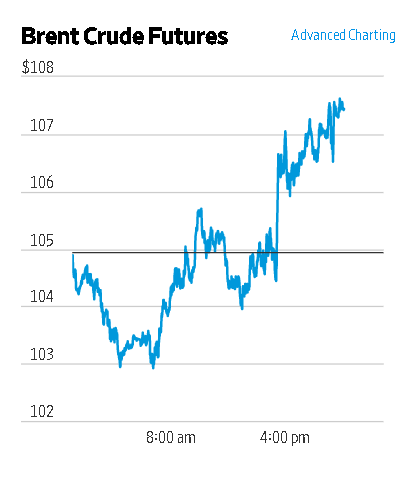 Brent Crude Futures
Advanced Charting
$108
107
106
105
104
103
102
8:00 am
4:00 pm